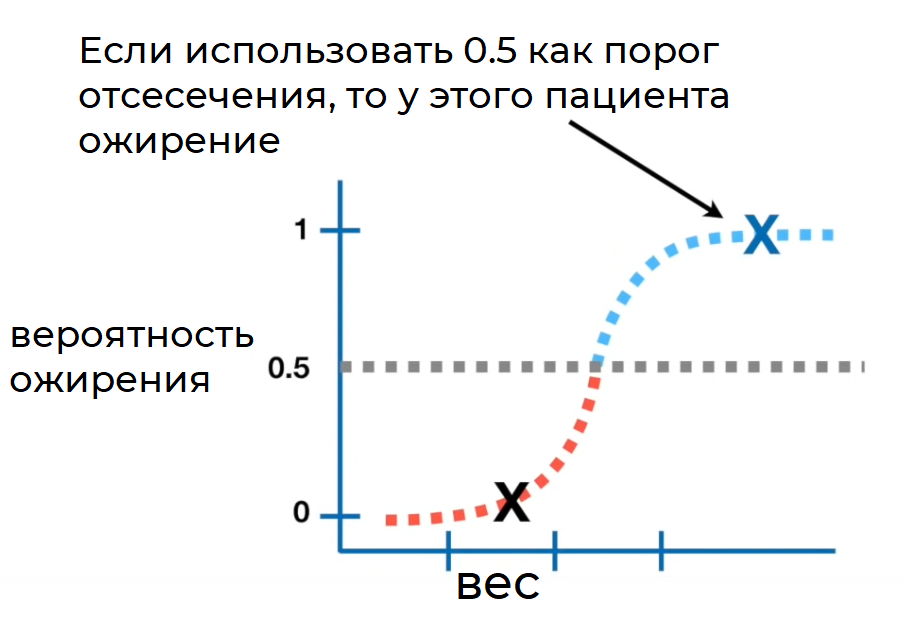 Если использовать 0.5 как порог
отсесечения, то у этого пациента
ожирение
1
X
вероятность
ожирения
0.5
0
X
вес